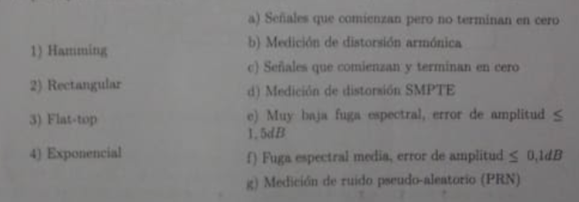 1) Hamming
2) Rectangular
3) Flat-top
4) Exponencial
a) Señales que comienzan pero no terminan en cero
b) Medición de distorsión armónica
c) Señales que comienzan y terminan en cero
d) Medición de distorsión SMPTE
e) Muy baja fuga espectral, error de amplitud ≤
1,5dB
f) Fuga espectral media, error de amplitud ≤ 0,1dB
g) Medición de ruido pseudo-aleatorio (PRN)